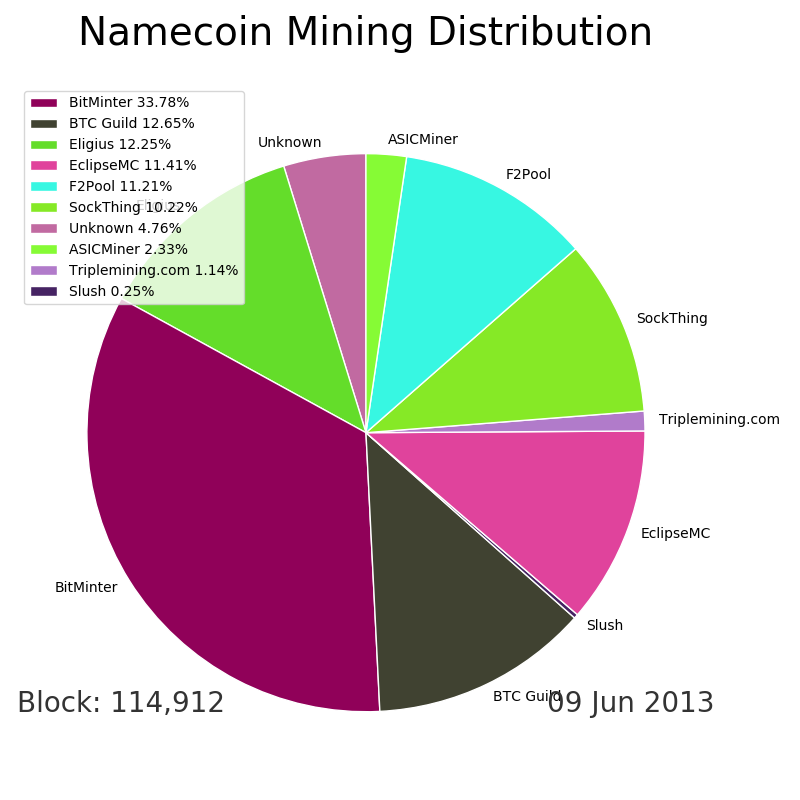 Namecoin Mining Distribution
BitMinter 33.78%
BTC Guild 12.65%
Eligius 12.25%
EclipseMC 11.41%
F2Pool 11.21%
SockThing 10.22%
Unknown 4.76%
ASICMiner 2.33%
Triplemining.com 1.14%
Slush 0.25%
Unknown
ASICMiner
F2Pool
Eligius
SockThing
Triplemining.com
EclipseMC
BitMinter
Slush
BTC Guild
Block: 114,912
09 Jun 2013